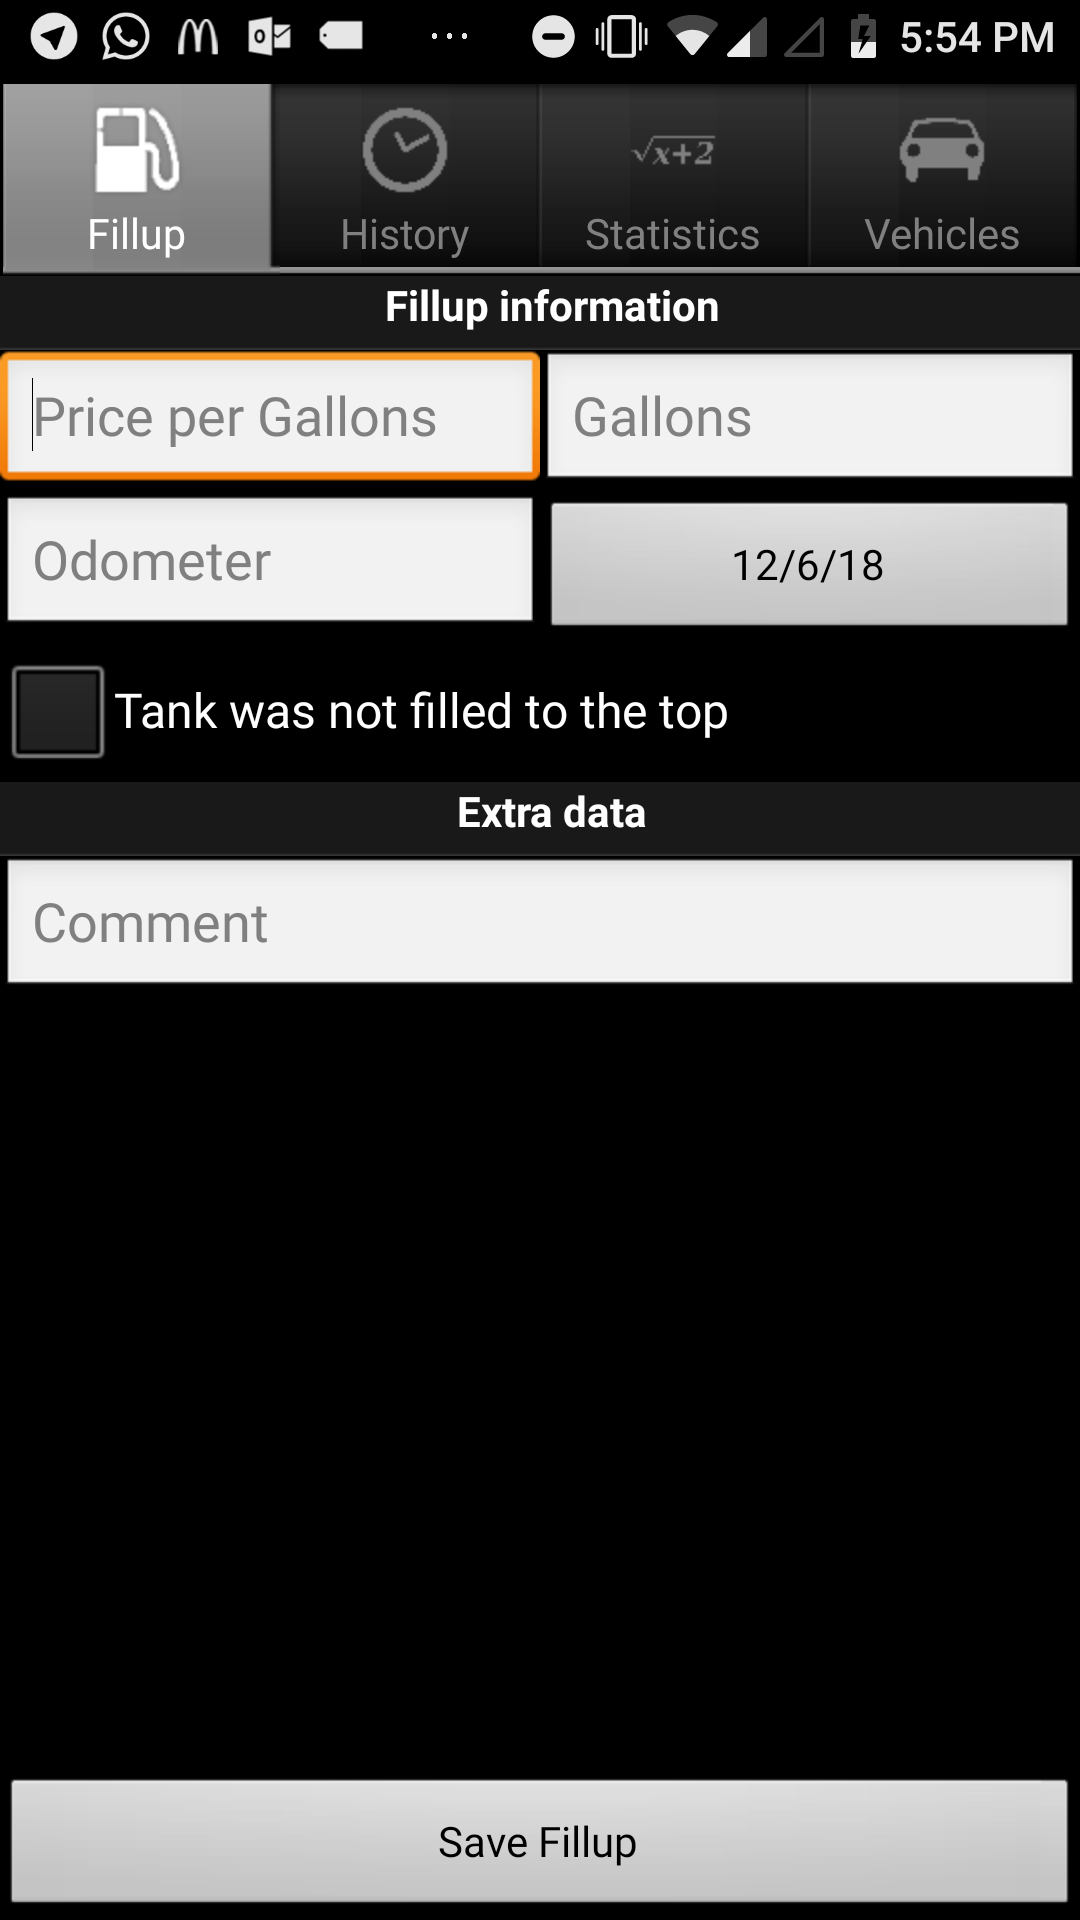 5:54 PM
Fillup
History
√x+2
Statistics
Vehicles
Fillup information
Price per Gallons
Gallons
Odometer
12/6/18
Tank was not filled to the top
Extra data
Comment
Save Fillup